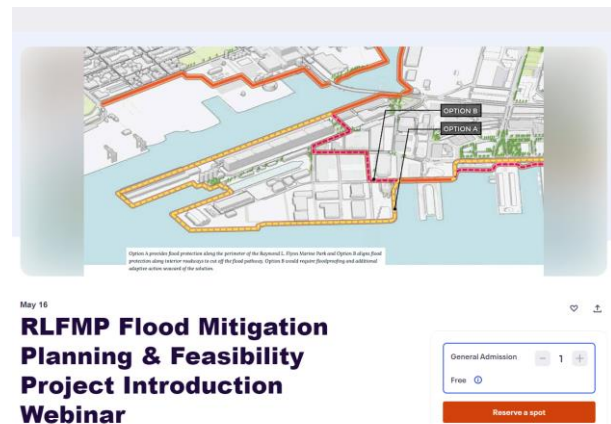 OPTION B
OPTION A
Option A provides flood protection along the perimeter of the Raymond L. Flynn Marine Park and Option B aligns flood
protection along interior roadways to cut off the flood pathway. Option B would require floodproofing and additional
adaptive action seaward of the solution.
May 16
RLFMP Flood Mitigation
Planning & Feasibility
Project Introduction
Webinar
General Admission
1
Free
Reserve a spot